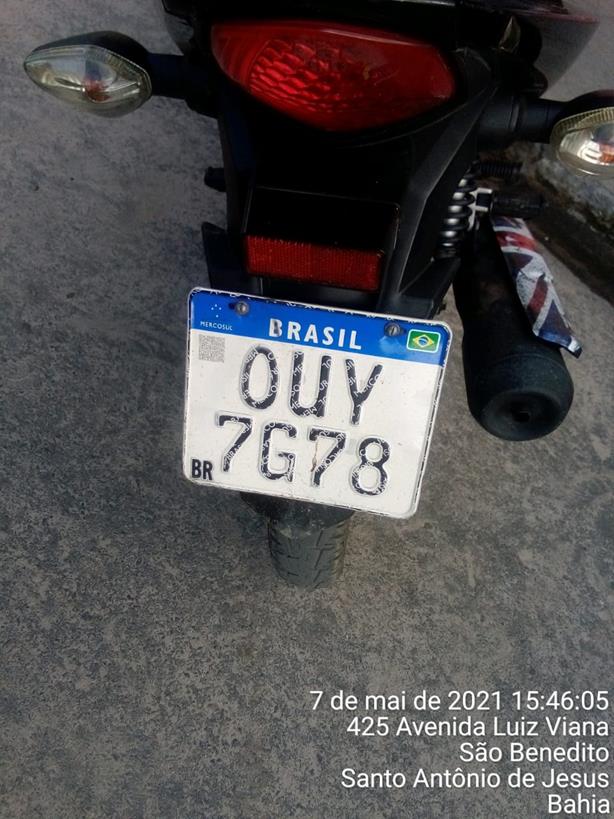 MERCOSUL
BRASIL
OUY
7G78
BR
7 de mai de 2021 15:46:05
425 Avenida Luiz Viana
São Benedito
Santo Antônio de Jesus
Bahia